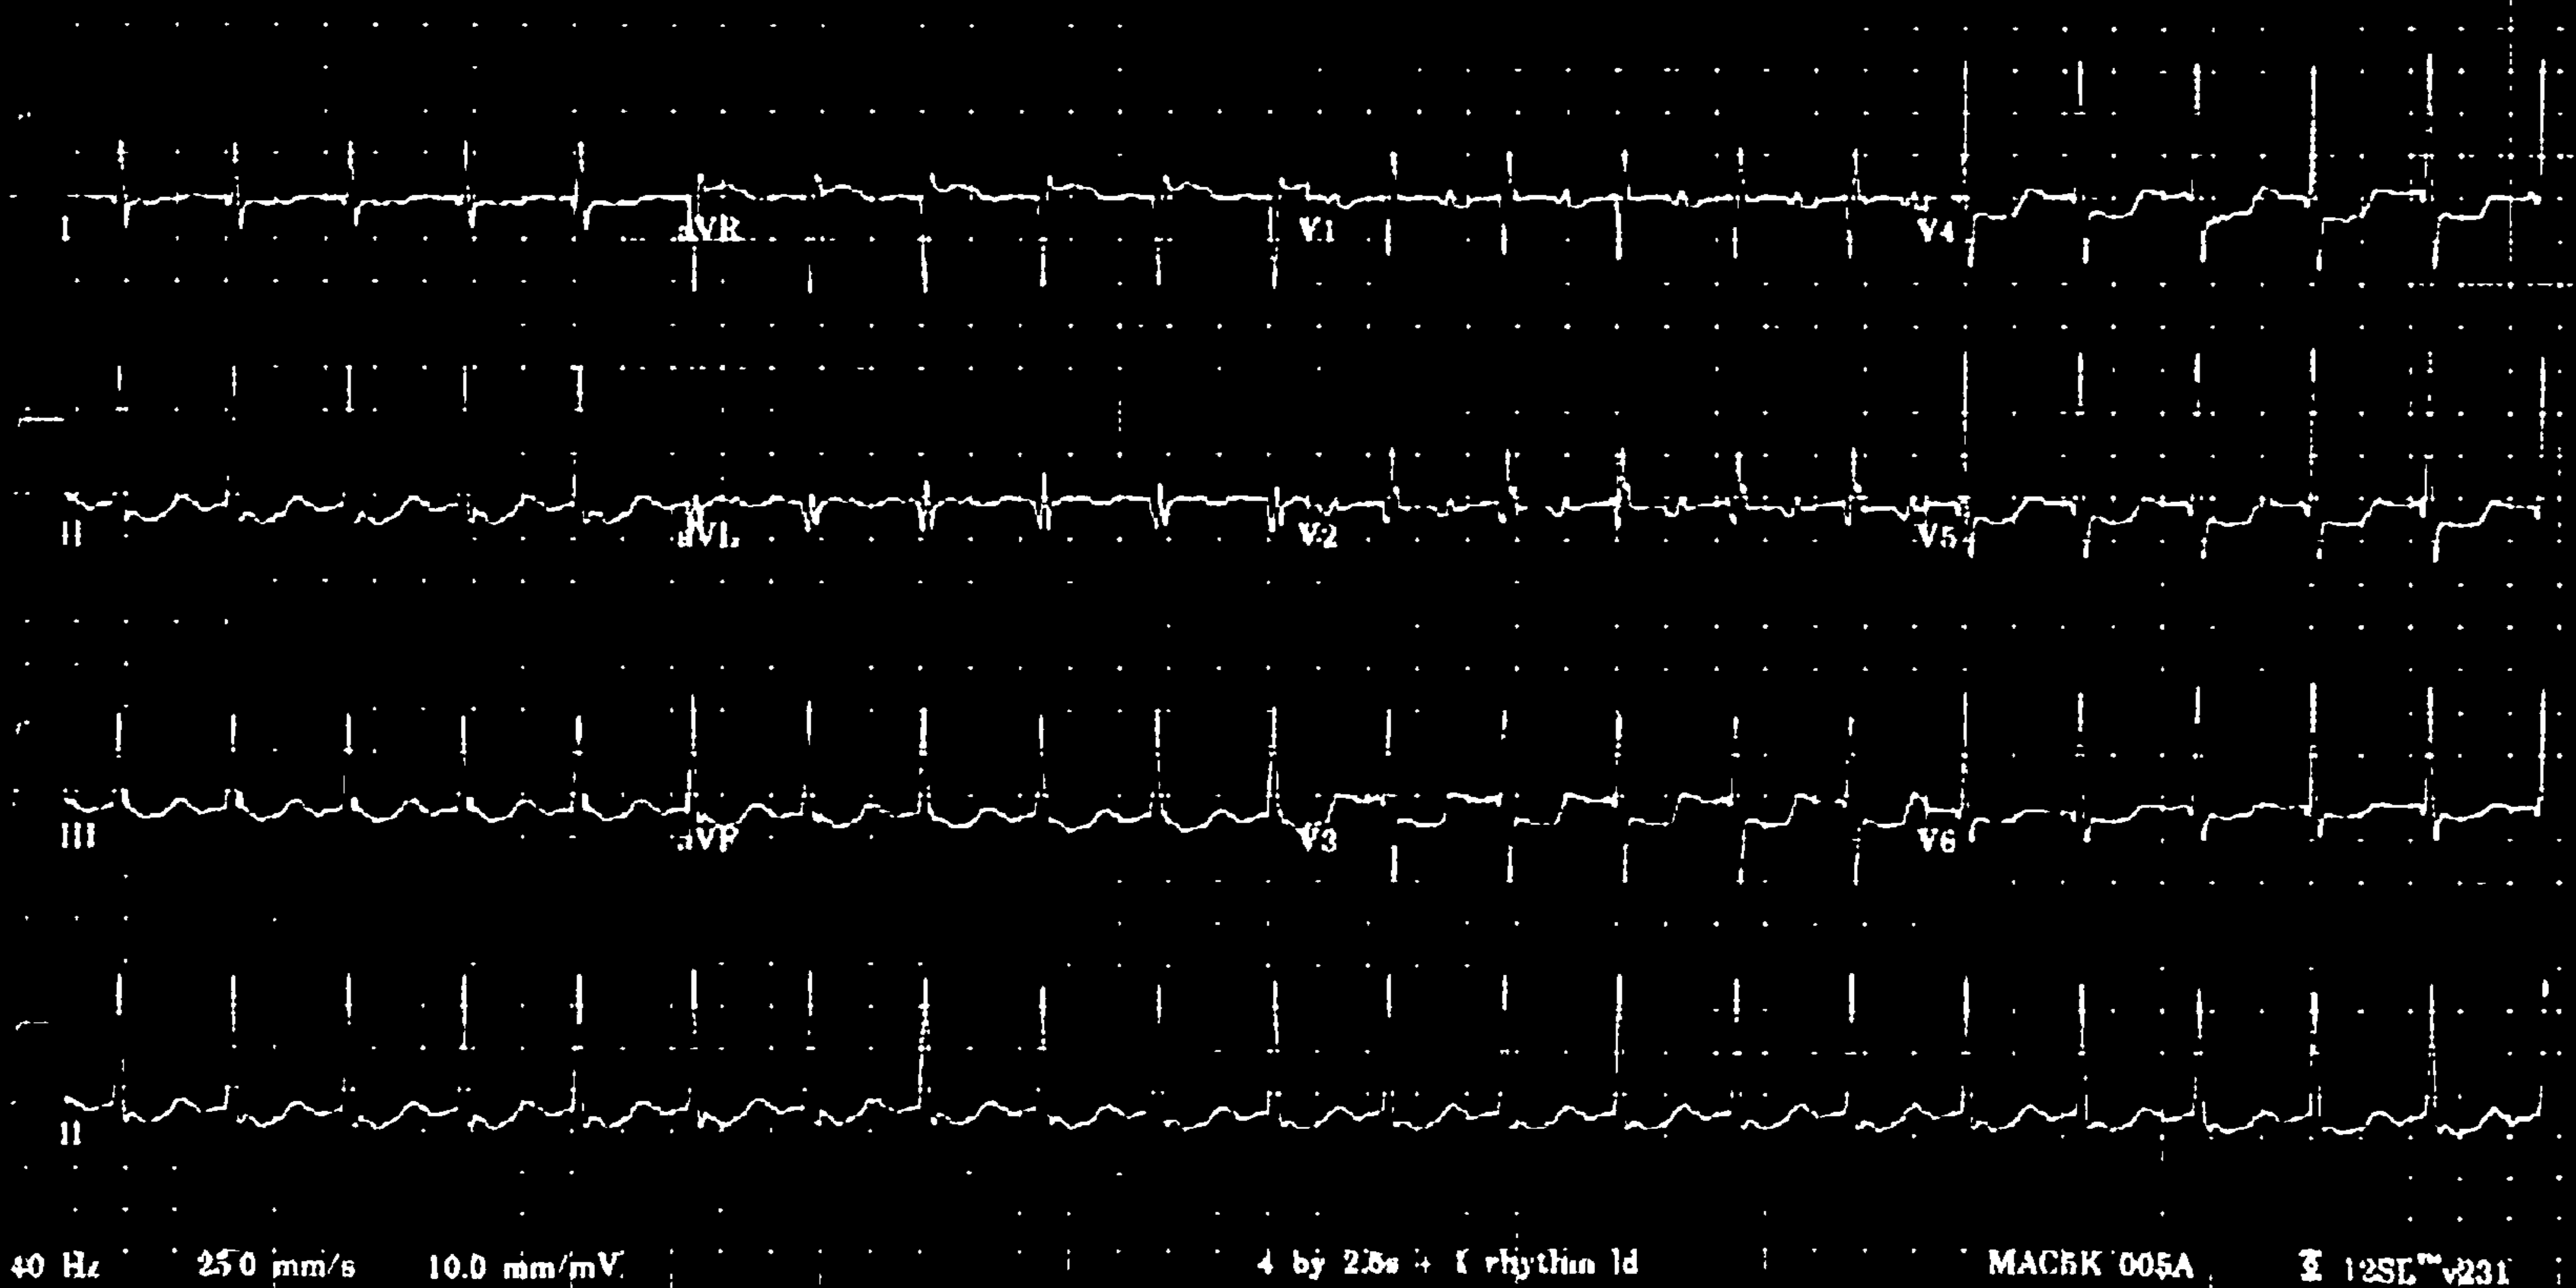 I aVR V1 V4
II aVL V2 V5
III aVF V3 V6
II
40 Hz 25.0 mm/s 10.0 mm/mV 4 by 2.5s + 1 rhythm ld MAC5K 005A 12SL™ v231